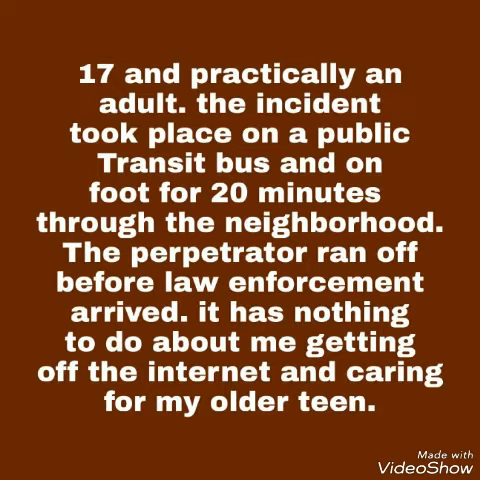 17 and practically an
adult. the incident
took place on a public
Transit bus and on
foot for 20 minutes
through the neighborhood.
The perpetrator ran off
before law enforcement
arrived. it has nothing
to do about me getting
off the internet and caring
for my older teen.
Made with
VideoShow